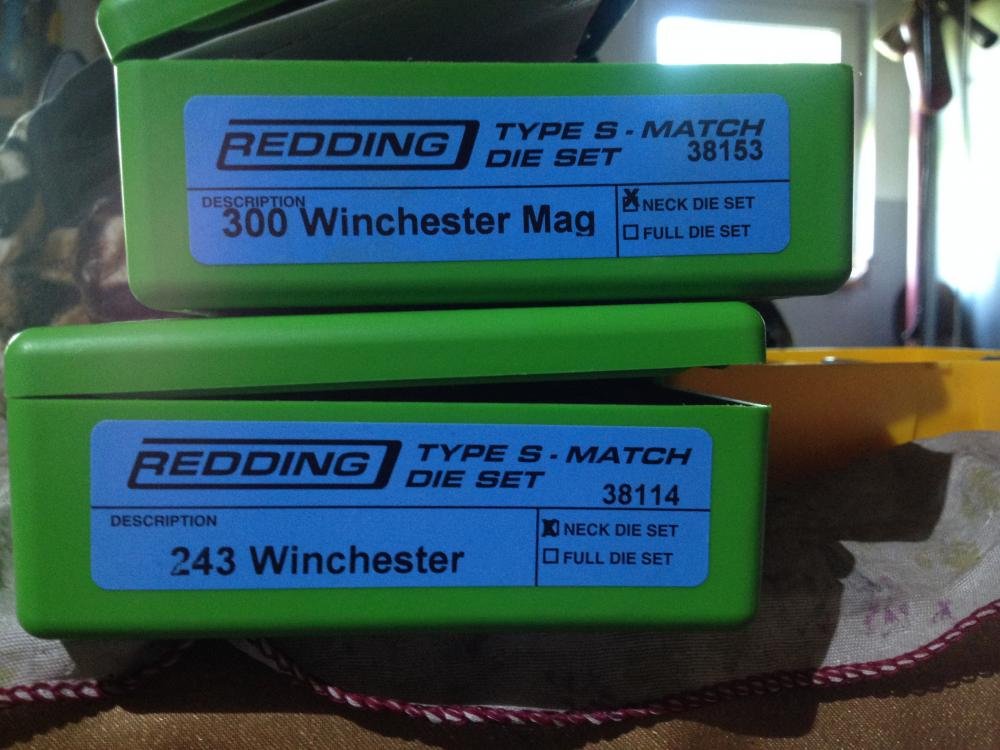 REDDING TYPE S - MATCH
DIE SET 38153
DESCRIPTION
300 Winchester Mag
X NECK DIE SET
FULL DIE SET
REDDING TYPE S - MATCH
DIE SET 38114
DESCRIPTION
243 Winchester
X NECK DIE SET
FULL DIE SET